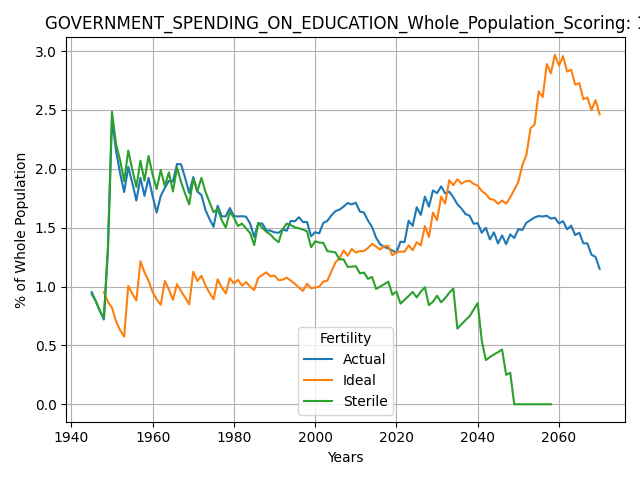 GOVERNMENT_SPENDING_ON_EDUCATION_Whole_Population_Scoring: 1
3.0
2.5
2.0
1.5
1.0
0.5
0.0
% of Whole Population
Fertility
Actual
Ideal
Sterile
1940 1960 1980 2000 2020 2040 2060
Years